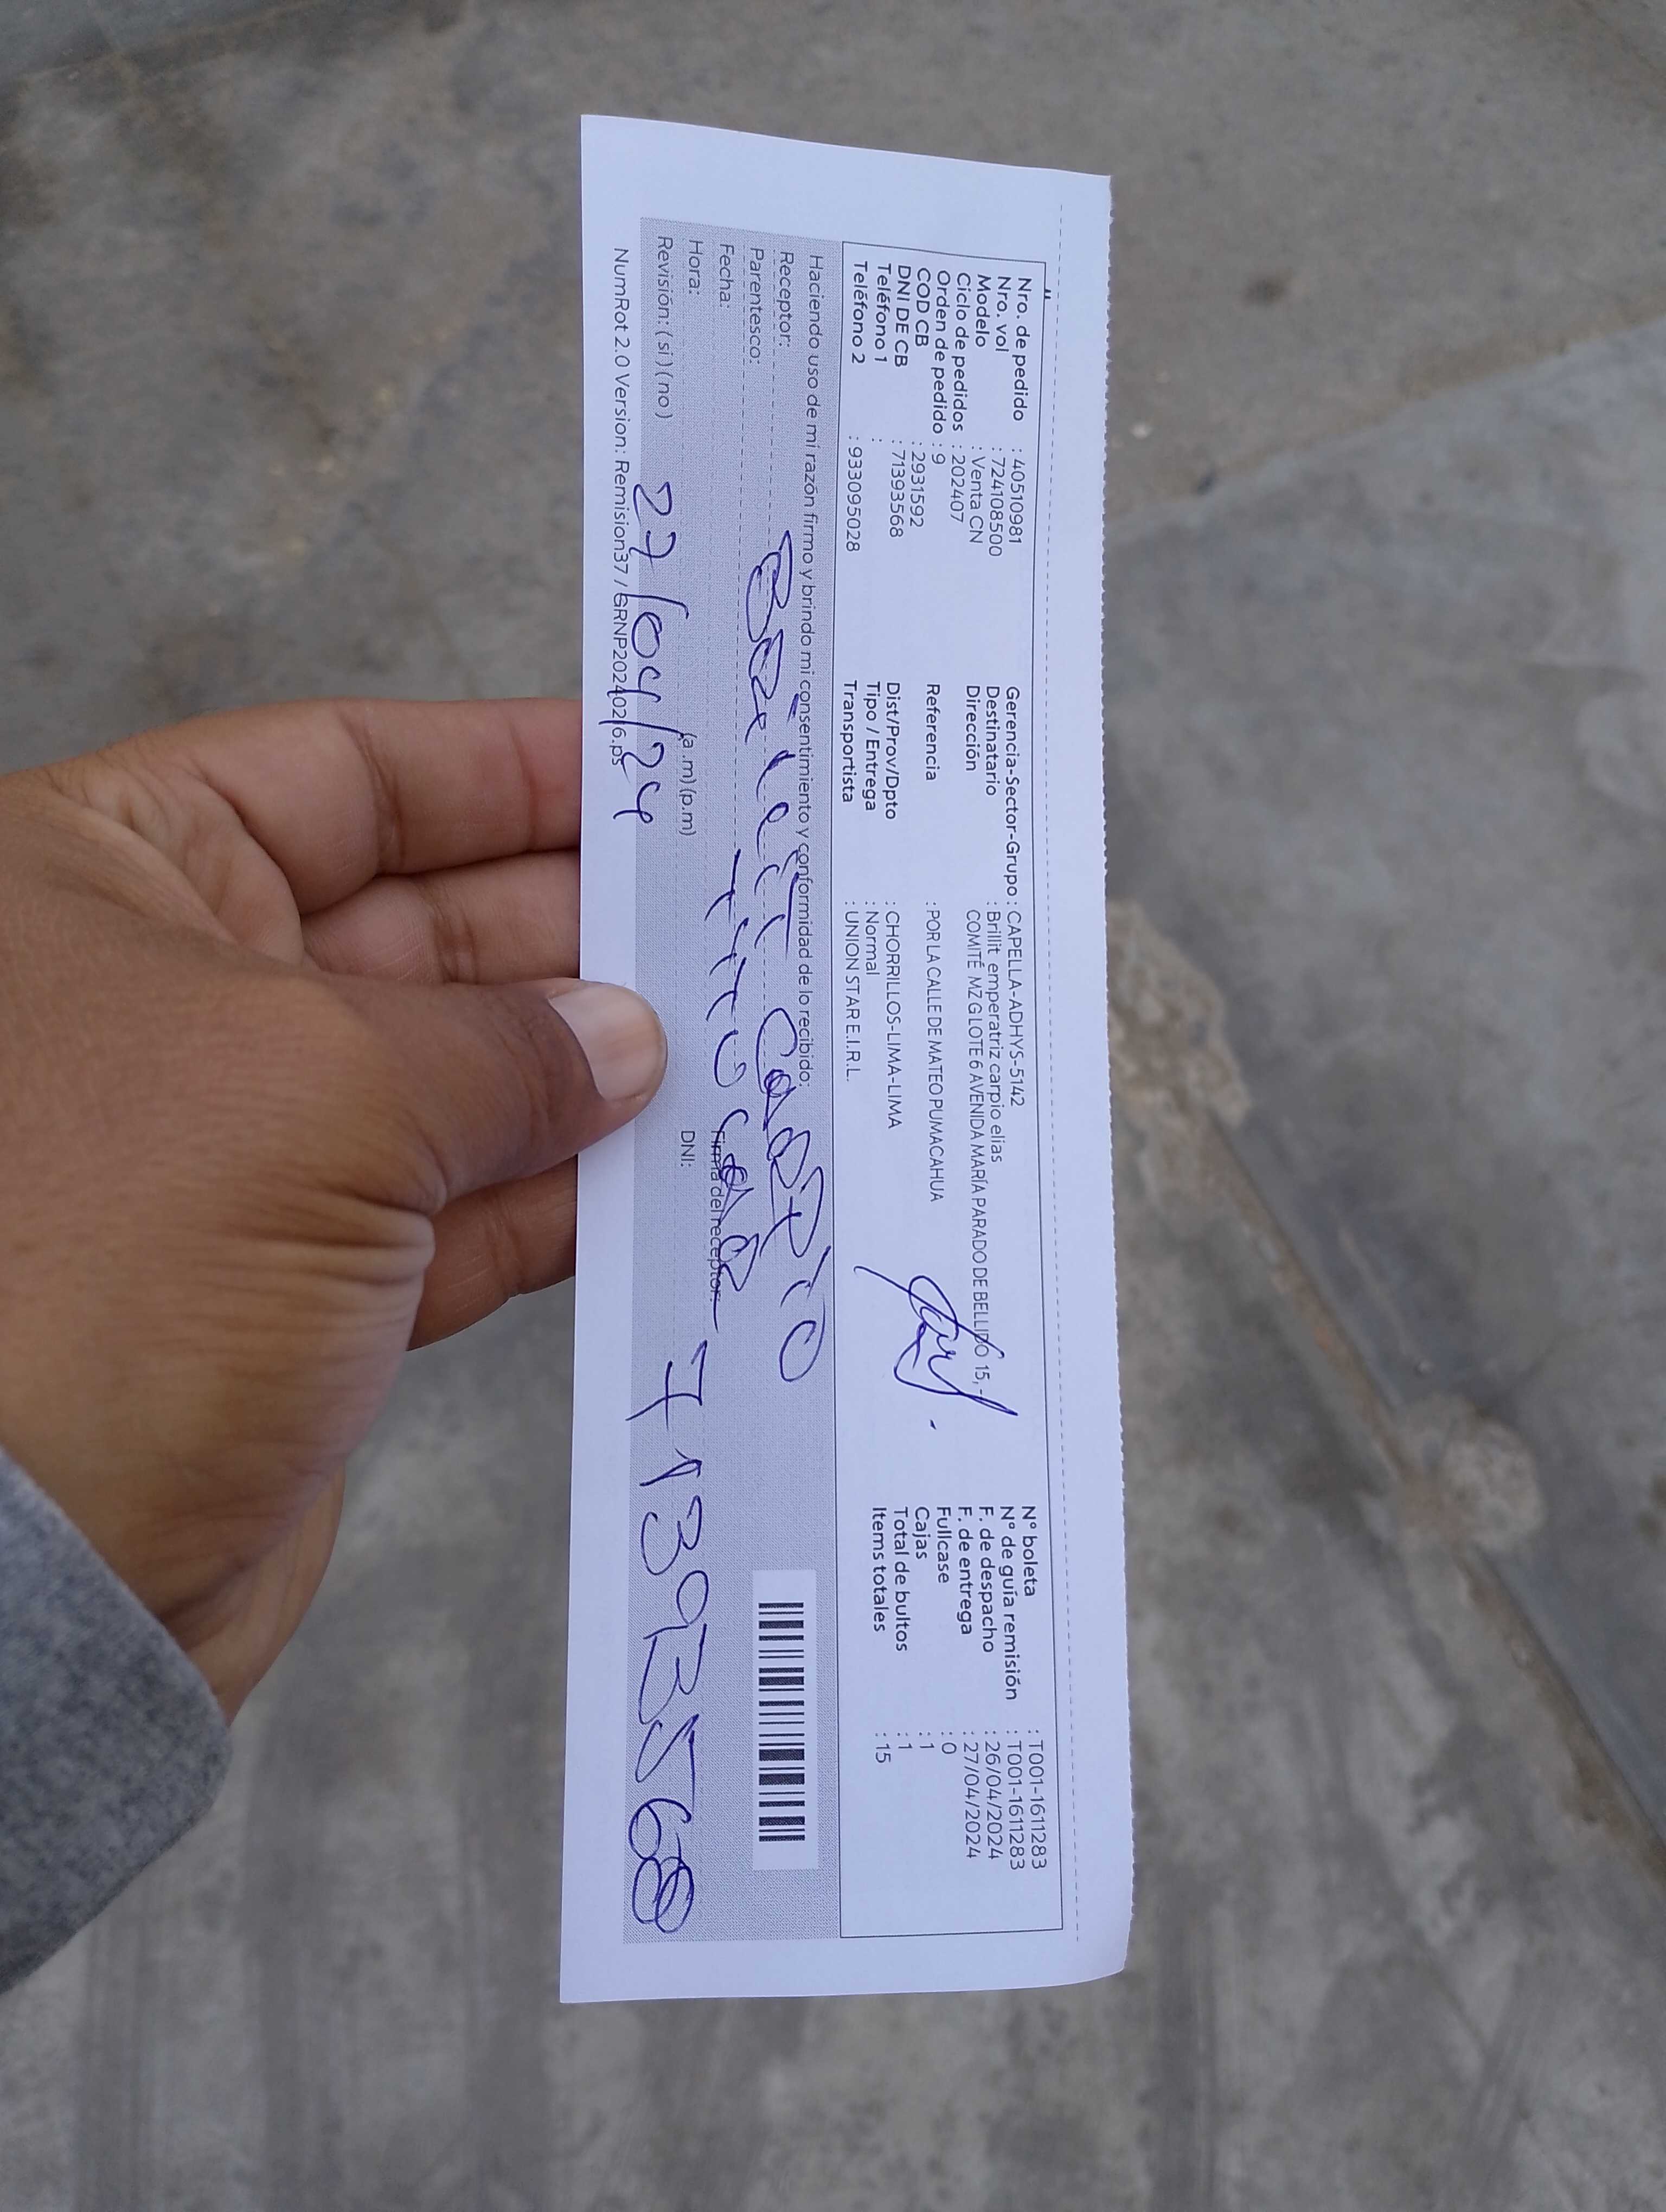 Nro. de pedido : 40510981
Nro. vol : 724108500
Modelo : Venta CN
Ciclo de pedidos : 202407
Orden de pedido : 9
COD CB : 2931592
DNI DE CB : 71393568
Teléfono 1 :
Teléfono 2 : 933095028
Gerencia-Sector-Grupo : CAPELLA-ADHYS-5142
Destinatario : Brillit emperatriz carpio elias
Dirección COMITÉ MZ G LOTE 6 AVENIDA MARÍA PARADO DE BELLIDO 15, -
Referencia : POR LA CALLE DE MATEO PUMACAHUA
Dist/Prov/Dpto : CHORRILLOS-LIMA-LIMA
Tipo / Entrega : Normal
Transportista : UNION STAR E.I.R.L.
N° boleta : T001-1611283
N° de guía remisión : T001-1611283
F. de despacho : 26/04/2024
F. de entrega : 27/04/2024
Fullcase : 0
Cajas : 1
Total de bultos : 1
Items totales : 15
Haciendo uso de mi razón firmo y brindo mi consentimiento y conformidad de lo recibido:
Receptor: Carpio
Parentesco: Titular
Fecha: Firma del receptor:
Hora: (a .m) (p.m) DNI: 71393568
Revisión: ( si ) ( no ) 27/04/24
NumRot 2.0 Version: Remision37 / GRNP20240216.ps